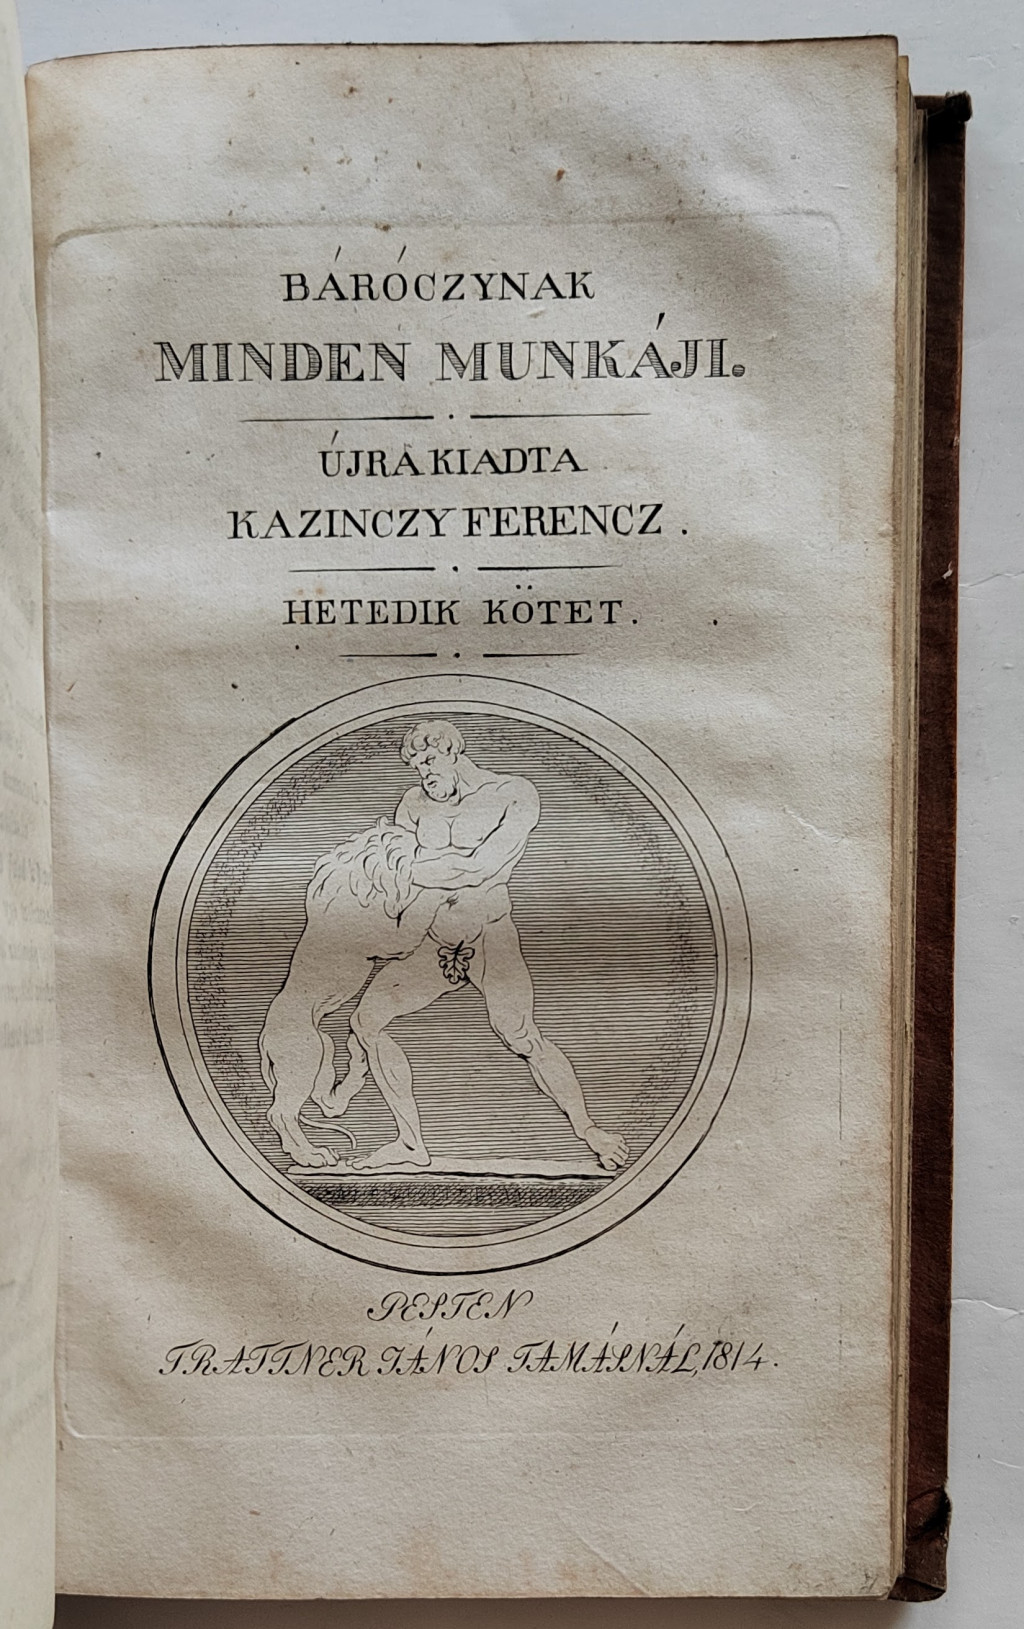 BÁRÓCZYNAK
MINDEN MUNKÁJI.
ÚJRA KIADTA
KAZINCZY FERENCZ.
HETEDIK KÖTET.
PESTEN
TRATTNER JÁNOS TAMÁSNÁL, 1814.